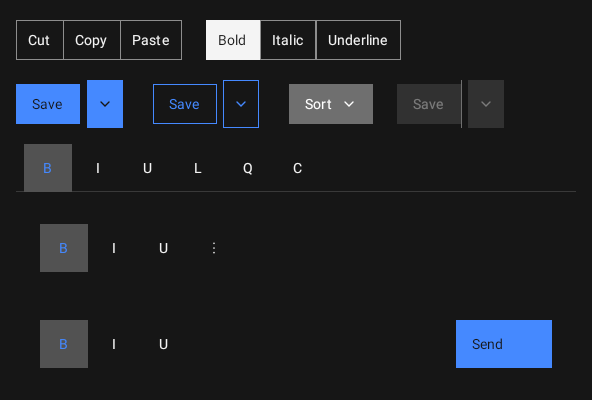 Cut Copy Paste Bold Italic Underline
Save Save Sort Save
B I U L Q C
B I U ⋮
B I U Send